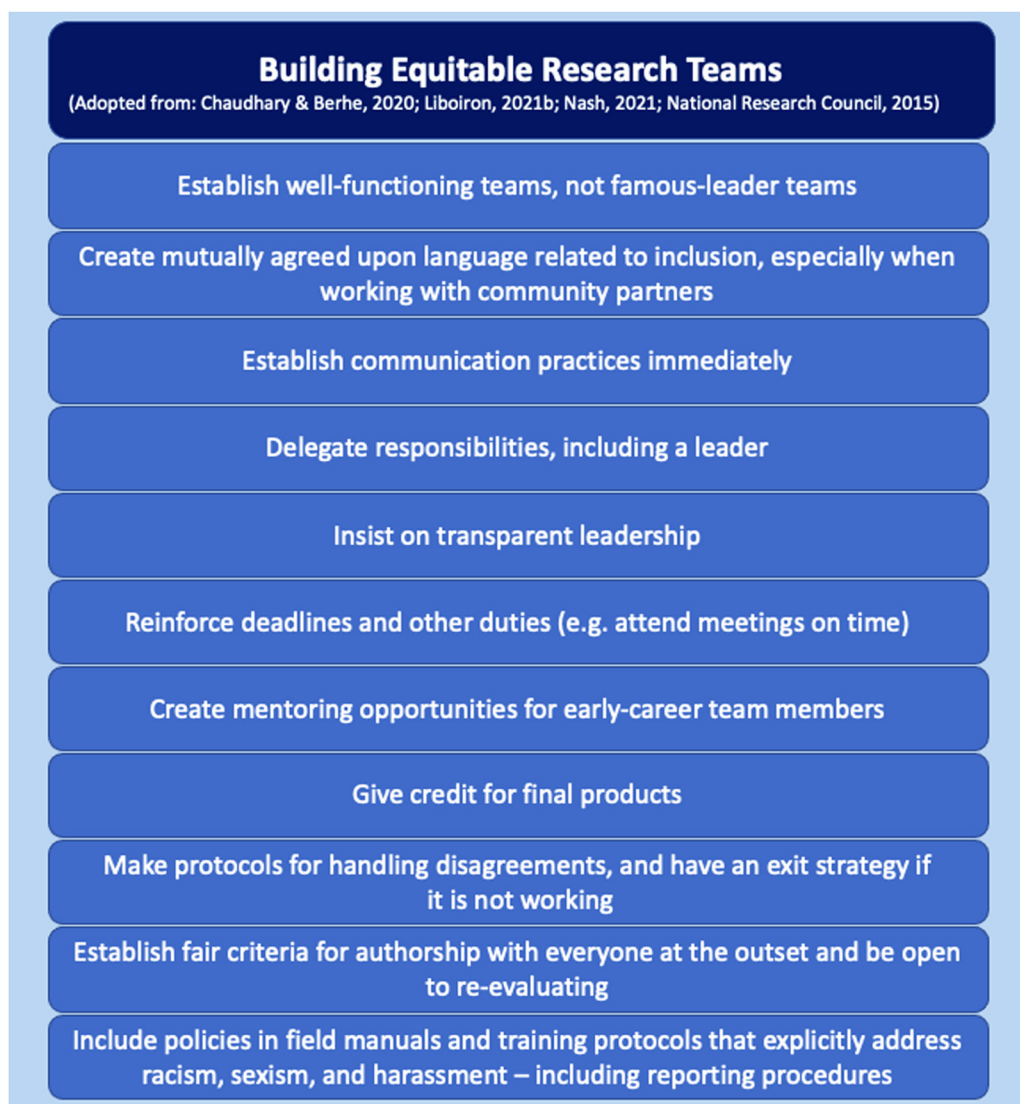 Building Equitable Research Teams
(Adopted from: Chaudhary & Berhe, 2020; Liboiron, 2021b; Nash, 2021; National Research Council, 2015)
Establish well-functioning teams, not famous-leader teams
Create mutually agreed upon language related to inclusion, especially when
working with community partners
Establish communication practices immediately
Delegate responsibilities, including a leader
Insist on transparent leadership
Reinforce deadlines and other duties (e.g. attend meetings on time)
Create mentoring opportunities for early-career team members
Give credit for final products
Make protocols for handling disagreements, and have an exit strategy if
it is not working
Establish fair criteria for authorship with everyone at the outset and be open
to re-evaluating
Include policies in field manuals and training protocols that explicitly address
racism, sexism, and harassment – including reporting procedures